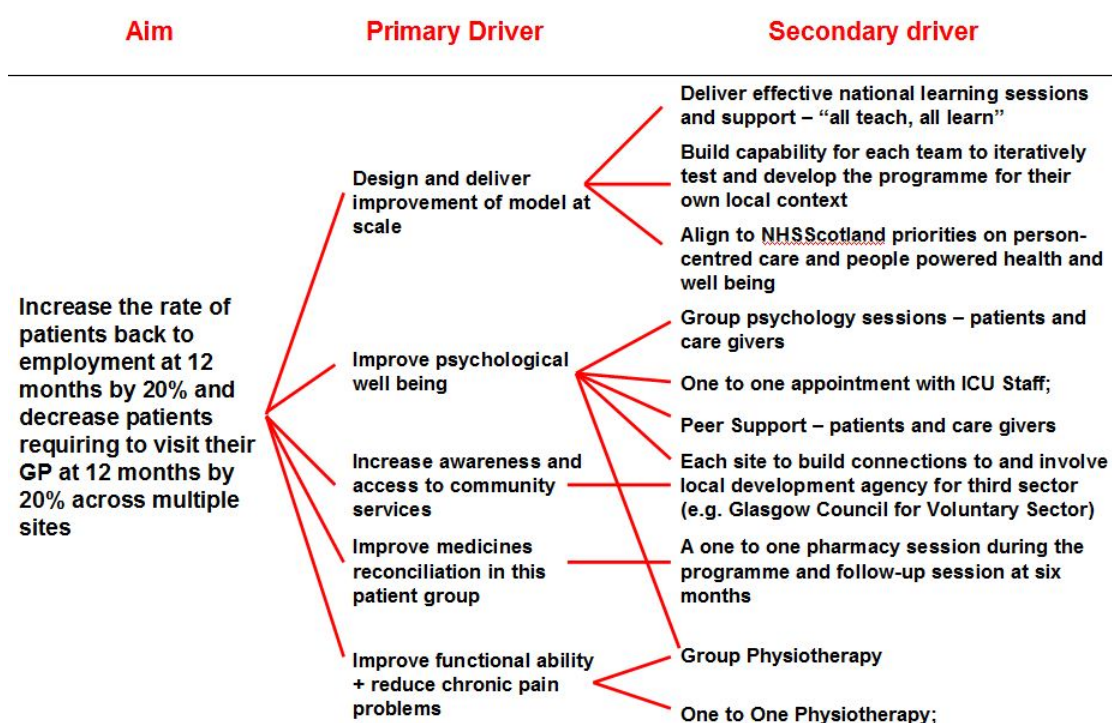 Aim
Primary Driver
Secondary driver
Increase the rate of
patients back to
employment at 12
months by 20% and
decrease patients
requiring to visit their
GP at 12 months by
20% across multiple
sites
Design and deliver
improvement of model at
scale
Improve psychological
well being
Increase awareness and
access to community
services
Improve medicines
reconciliation in this
patient group
Improve functional ability
+ reduce chronic pain
problems
Deliver effective national learning sessions
and support – “all teach, all learn”
Build capability for each team to iteratively
test and develop the programme for their
own local context
Align to NHSScotland priorities on person-
centred care and people powered health and
well being
Group psychology sessions – patients and
care givers
One to one appointment with ICU Staff;
Peer Support – patients and care givers
Each site to build connections to and involve
local development agency for third sector
(e.g. Glasgow Council for Voluntary Sector)
A one to one pharmacy session during the
programme and follow-up session at six
months
Group Physiotherapy
One to One Physiotherapy;